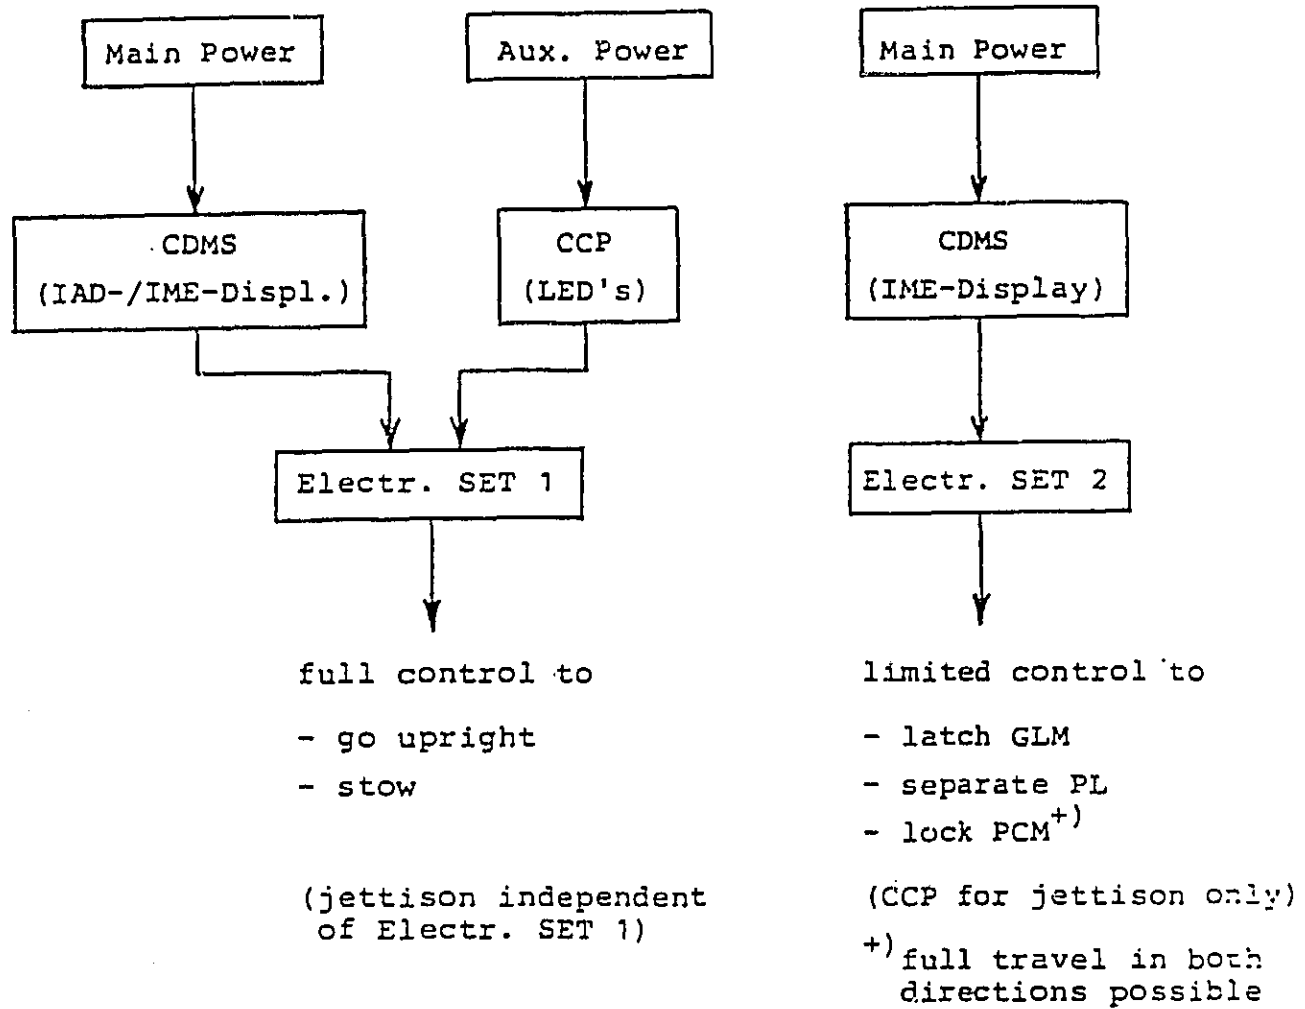 Main Power
Aux. Power
Main Power
CDMS
(IAD-/IME-Displ.)
CCP
(LED's)
CDMS
(IME-Display)
Electr. SET 1
Electr. SET 2
full control to
- go upright
- stow
(jettison independent
of Electr. SET 1)
limited control to
- latch GLM
- separate PL
- lock PCM+)
(CCP for jettison only)
+) full travel in both
directions possible